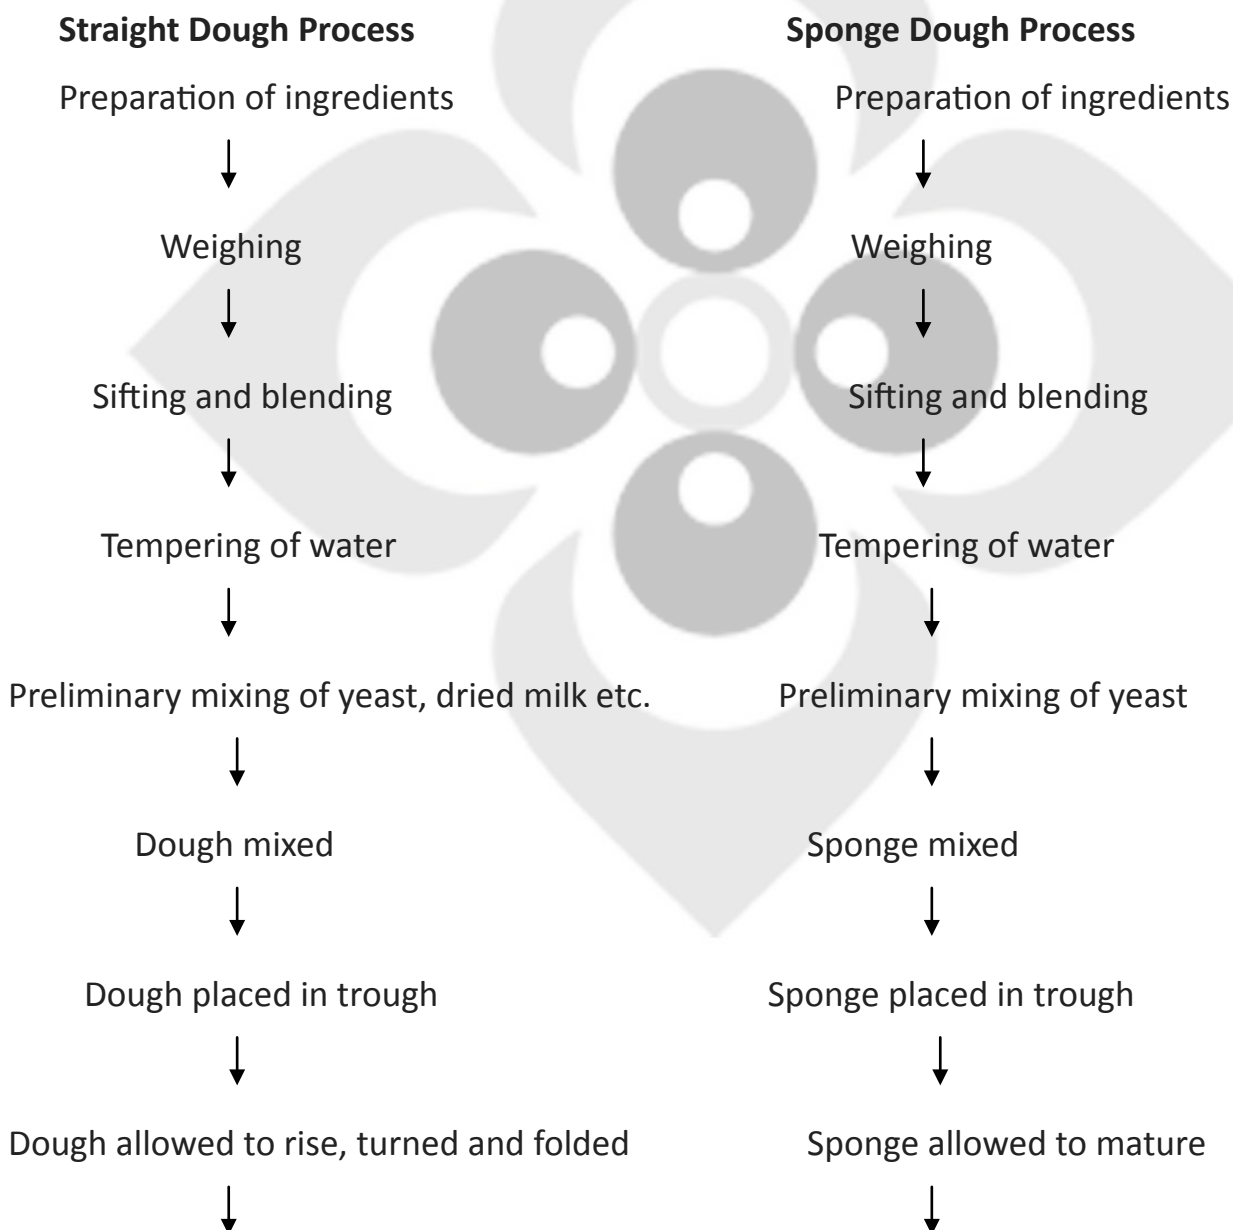 Straight Dough Process
Preparation of ingredients
Weighing
Sifting and blending
Tempering of water
Preliminary mixing of yeast, dried milk etc.
Dough mixed
Dough placed in trough
Dough allowed to rise, turned and folded
Sponge Dough Process
Preparation of ingredients
Weighing
Sifting and blending
Tempering of water
Preliminary mixing of yeast
Sponge mixed
Sponge placed in trough
Sponge allowed to mature